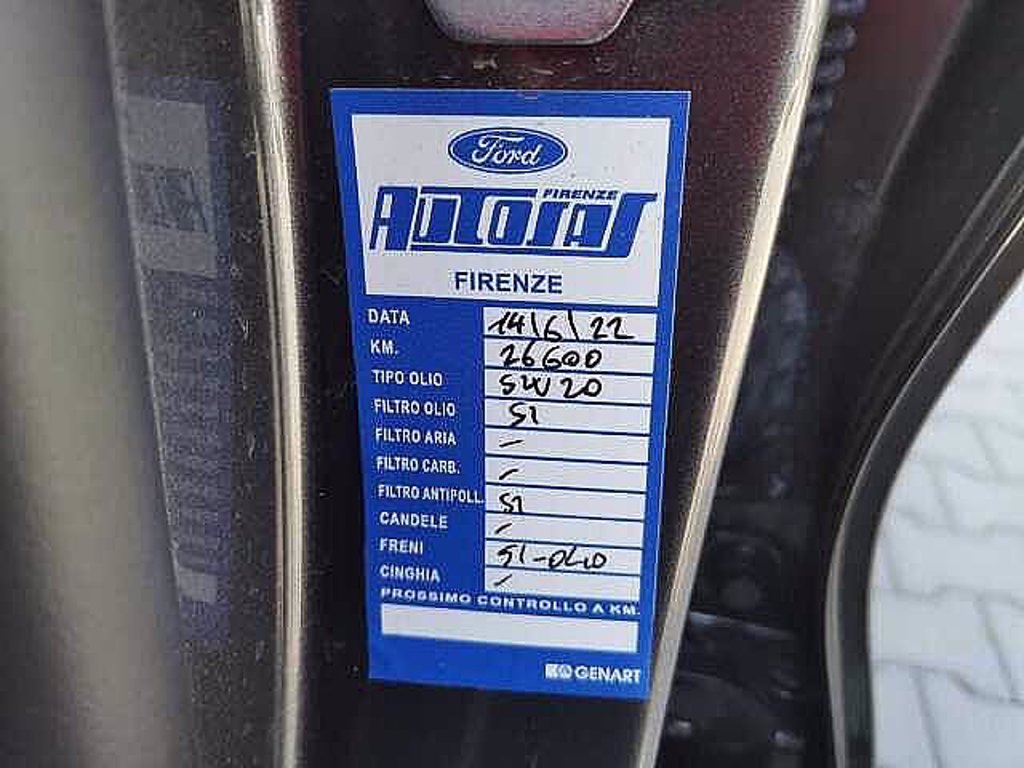 Ford
FIRENZE
AUTOSAS
FIRENZE
DATA 14/6/22
KM. 26600
TIPO OLIO 5W20
FILTRO OLIO SI
FILTRO ARIA -
FILTRO CARB. -
FILTRO ANTIPOLL. SI
CANDELE -
FRENI SI-OLIO
CINGHIA -
PROSSIMO CONTROLLO A KM.
GENART